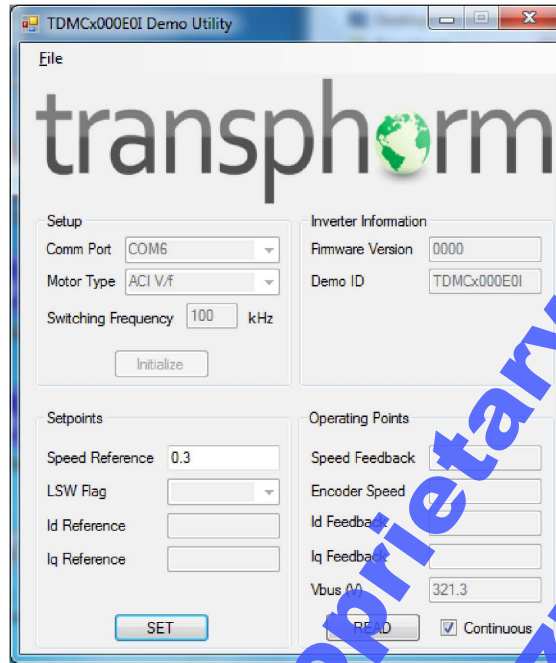 TDMCx000E0I Demo Utility
File
transphorm
Setup
Comm Port COM6
Motor Type ACI V/f
Switching Frequency 100 kHz
Initialize
Inverter Information
Firmware Version 0000
Demo ID TDMCx000E0I
Setpoints
Speed Reference 0.3
LSW Flag
Id Reference
Iq Reference
SET
Operating Points
Speed Feedback
Encoder Speed
Id Feedback
Iq Feedback
Vbus (V) 321.3
READ Continuous